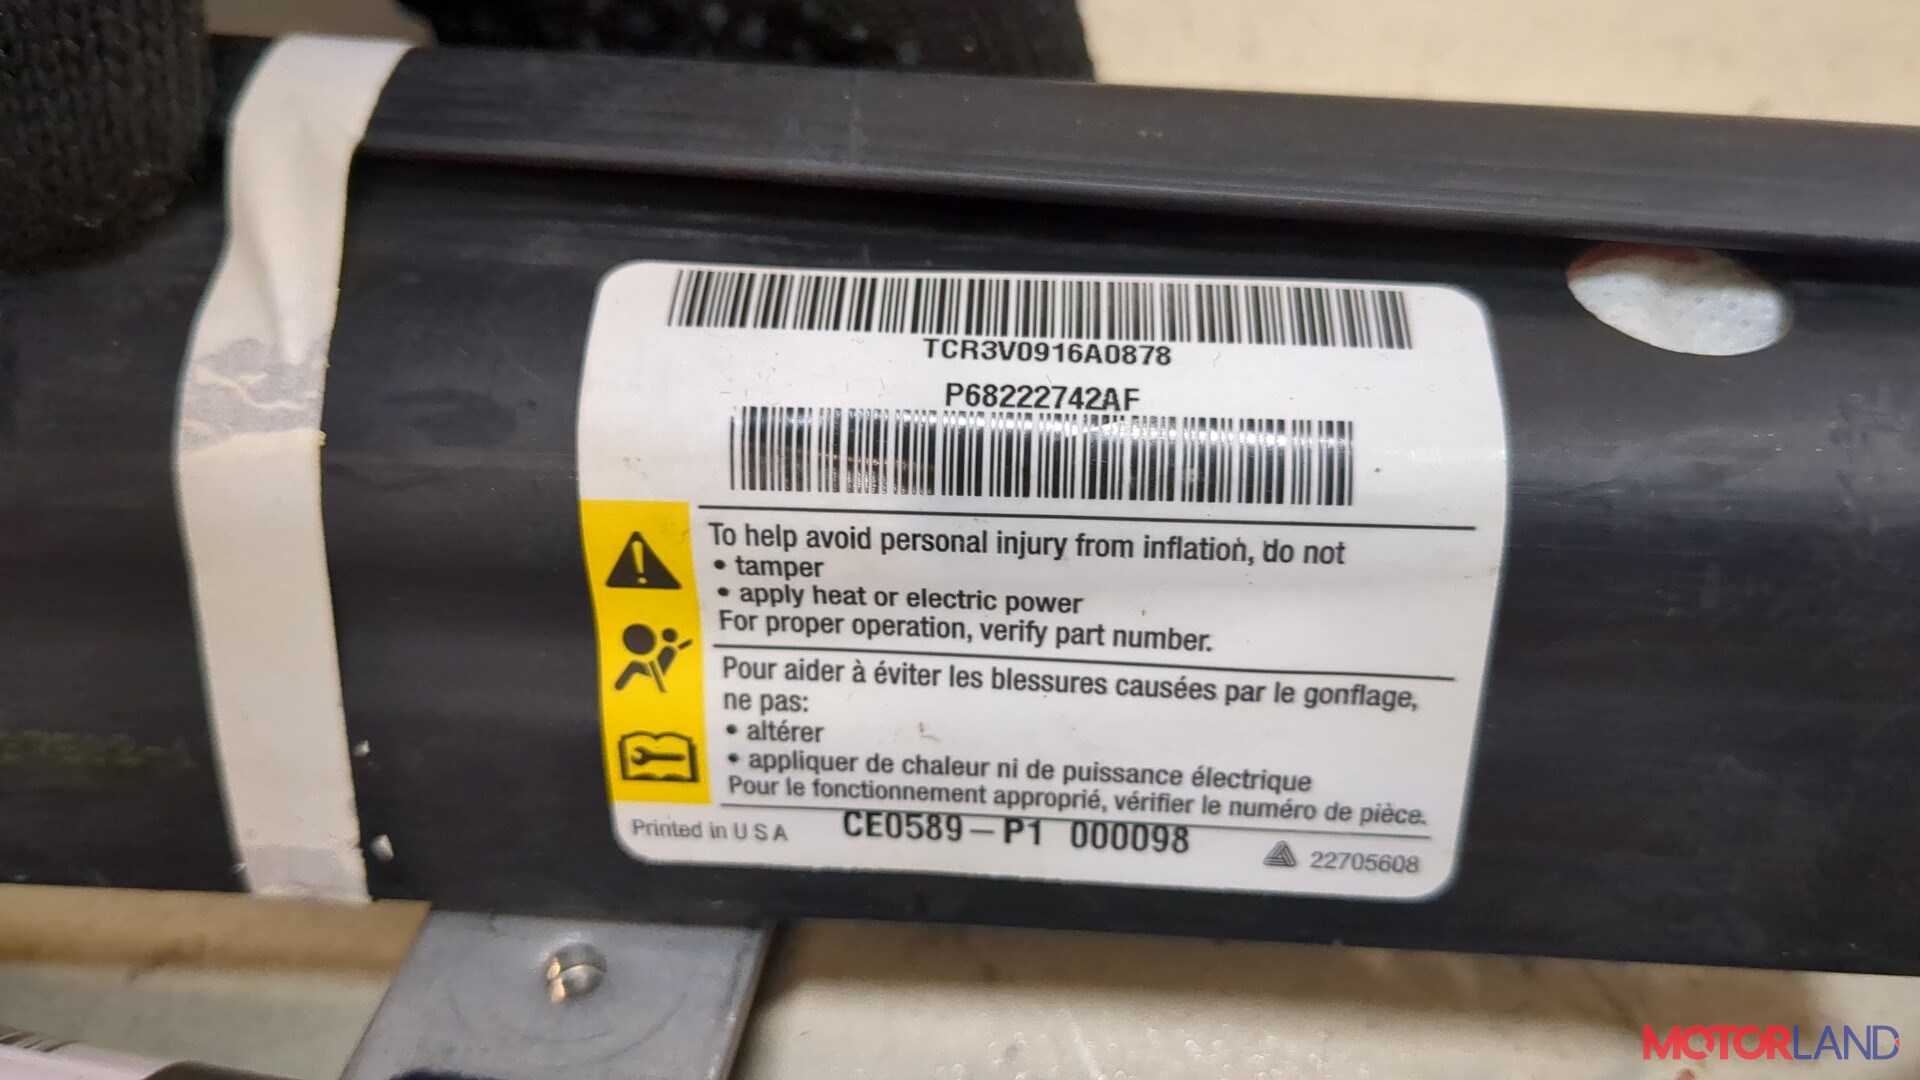 TCR3V0916A0878
P68222742AF
To help avoid personal injury from inflation, do not
• tamper
• apply heat or electric power
For proper operation, verify part number.
Pour aider à éviter les blessures causées par le gonflage,
ne pas:
• altérer
• appliquer de chaleur ni de puissance électrique
Pour le fonctionnement approprié, vérifier le numéro de pièce.
Printed in U S A CE0589-P1 000098 22705608
MOTORLAND